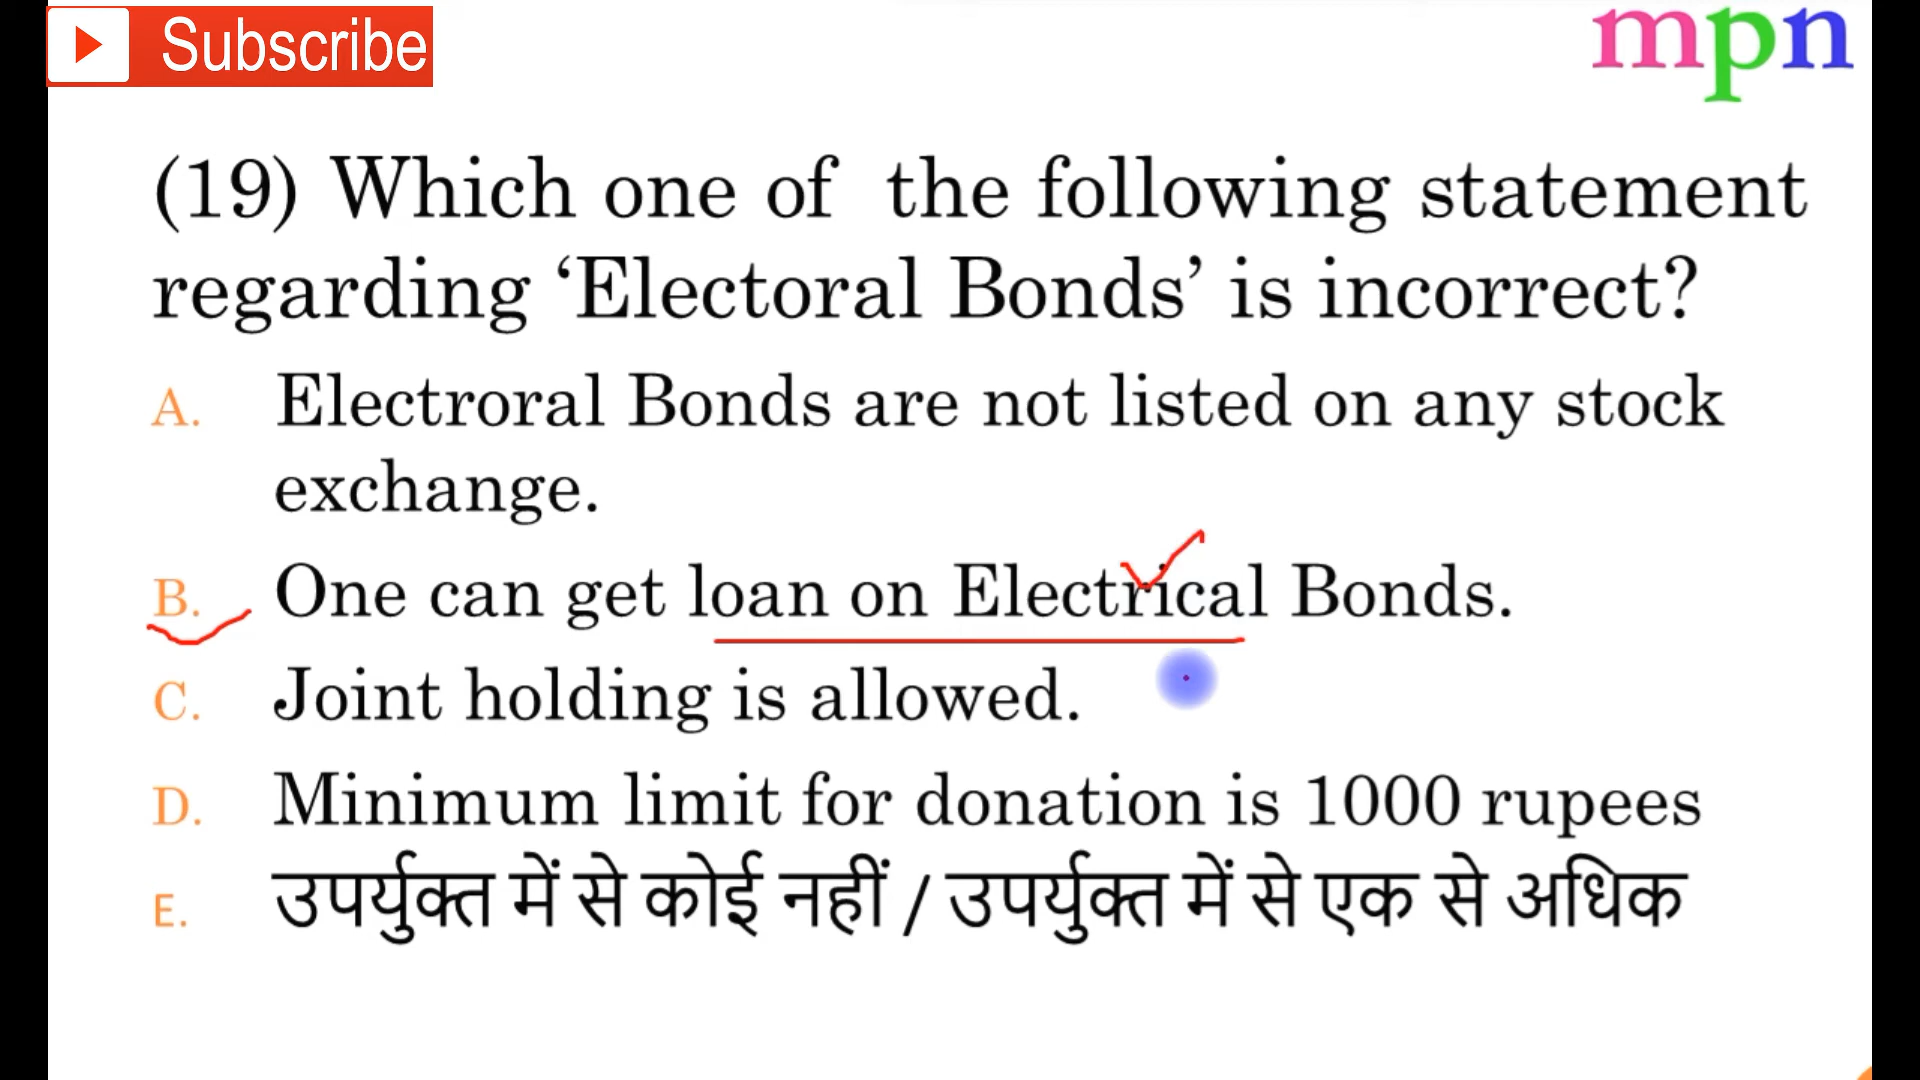 Subscribe
mpn
(19) Which one of the following statement
regarding ‘Electoral Bonds’ is incorrect?
A. Electroral Bonds are not listed on any stock
exchange.
B. One can get loan on Electrical Bonds.
C. Joint holding is allowed.
D. Minimum limit for donation is 1000 rupees
E. उपर्युक्त में से कोई नहीं / उपर्युक्त में से एक से अधिक